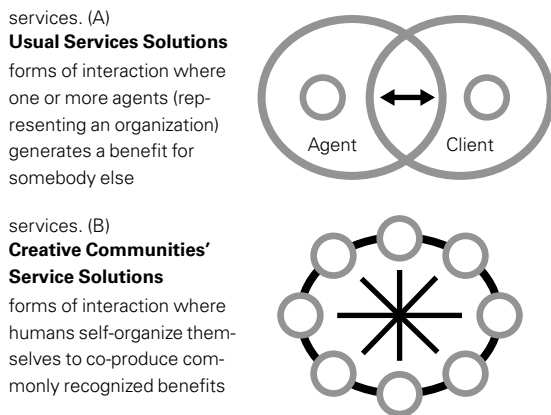 services. (A)
Usual Services Solutions
forms of interaction where
one or more agents (rep-
resenting an organization)
generates a benefit for
somebody else
Agent
Client
services. (B)
Creative Communities’
Service Solutions
forms of interaction where
humans self-organize them-
selves to co-produce com-
monly recognized benefits